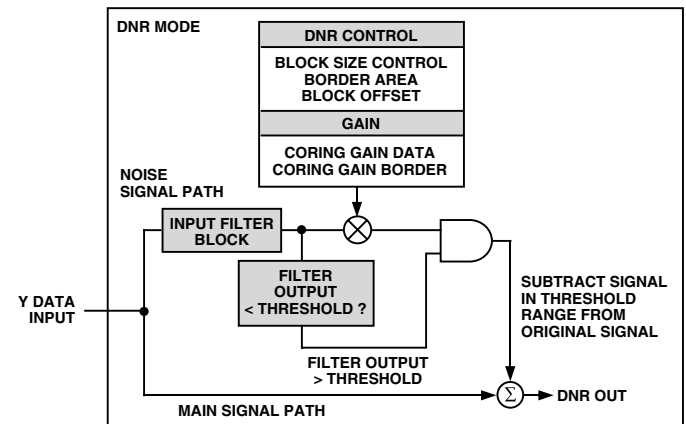 DNR MODE
DNR CONTROL
BLOCK SIZE CONTROL
BORDER AREA
BLOCK OFFSET
GAIN
CORING GAIN DATA
CORING GAIN BORDER
NOISE
SIGNAL PATH
INPUT FILTER
BLOCK
FILTER
OUTPUT
< THRESHOLD ?
Y DATA
INPUT
SUBTRACT SIGNAL
IN THRESHOLD
RANGE FROM
ORIGINAL SIGNAL
FILTER OUTPUT
> THRESHOLD
Σ
DNR OUT
MAIN SIGNAL PATH